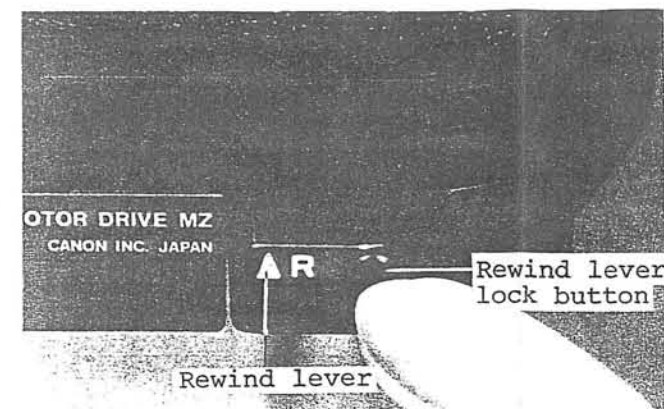 OTOR DRIVE MZ
CANON INC. JAPAN
R
Rewind lever
lock button
Rewind lever